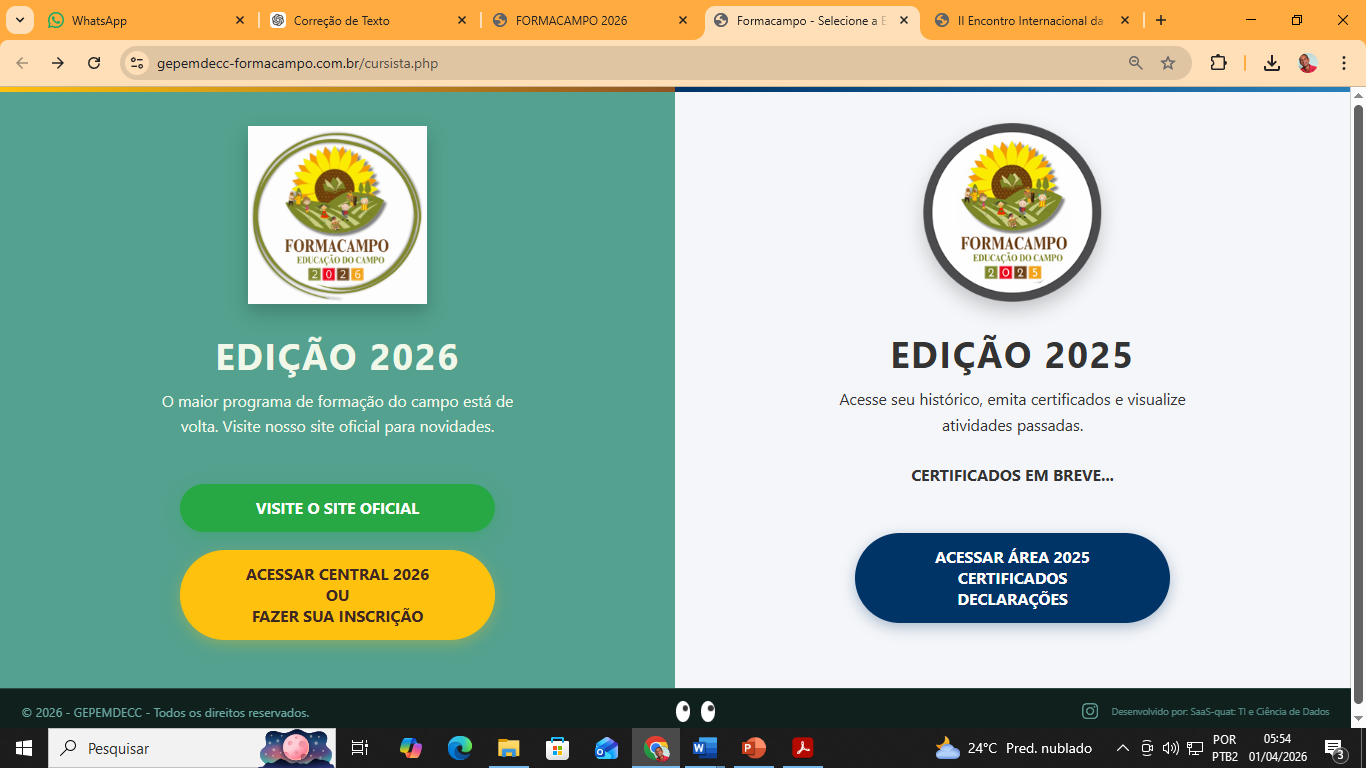 WhatsApp
Correção de Texto
FORMACAMPO 2026
Formacampo - Selecione a E
II Encontro Internacional da
gepemdecc-formacampo.com.br/cursista.php
FORMACAMPO
EDUCAÇÃO DO CAMPO
2026
EDIÇÃO 2026
O maior programa de formação do campo está de
volta. Visite nosso site oficial para novidades.
VISITE O SITE OFICIAL
ACESSAR CENTRAL 2026
OU
FAZER SUA INSCRIÇÃO
FORMACAMPO
EDUCAÇÃO DO CAMPO
2025
EDIÇÃO 2025
Acesse seu histórico, emita certificados e visualize
atividades passadas.
CERTIFICADOS EM BREVE...
ACESSAR ÁREA 2025
CERTIFICADOS
DECLARAÇÕES
© 2026 - GEPEMDECC - Todos os direitos reservados.
Desenvolvido por: SaaS-quat: TI e Ciência de Dados
Pesquisar
24°C Pred. nublado
POR
PTB2
05:54
01/04/2026
3